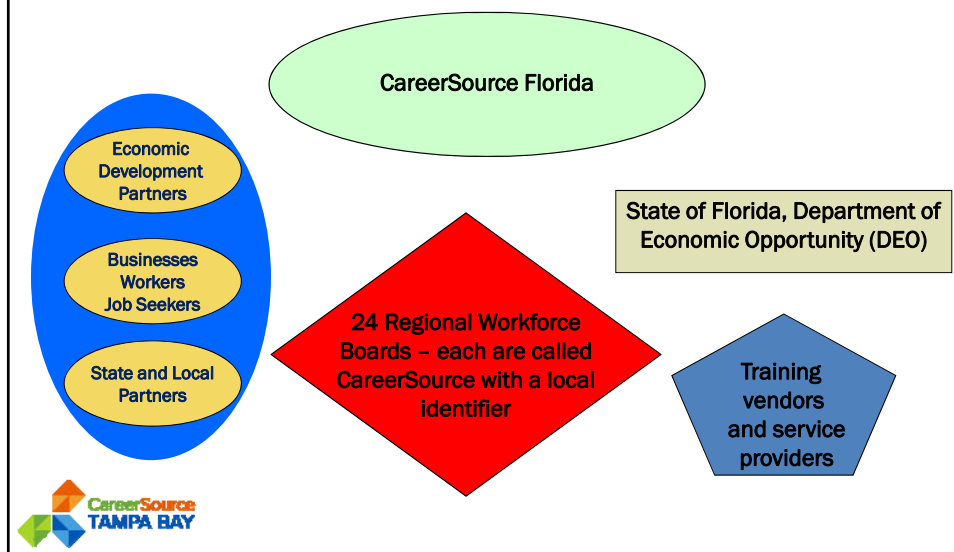 CareerSource Florida
Economic
Development
Partners
Businesses
Workers
Job Seekers
State and Local
Partners
24 Regional Workforce
Boards – each are called
CareerSource with a local
identifier
State of Florida, Department of
Economic Opportunity (DEO)
Training
vendors
and service
providers
CareerSource
TAMPA BAY